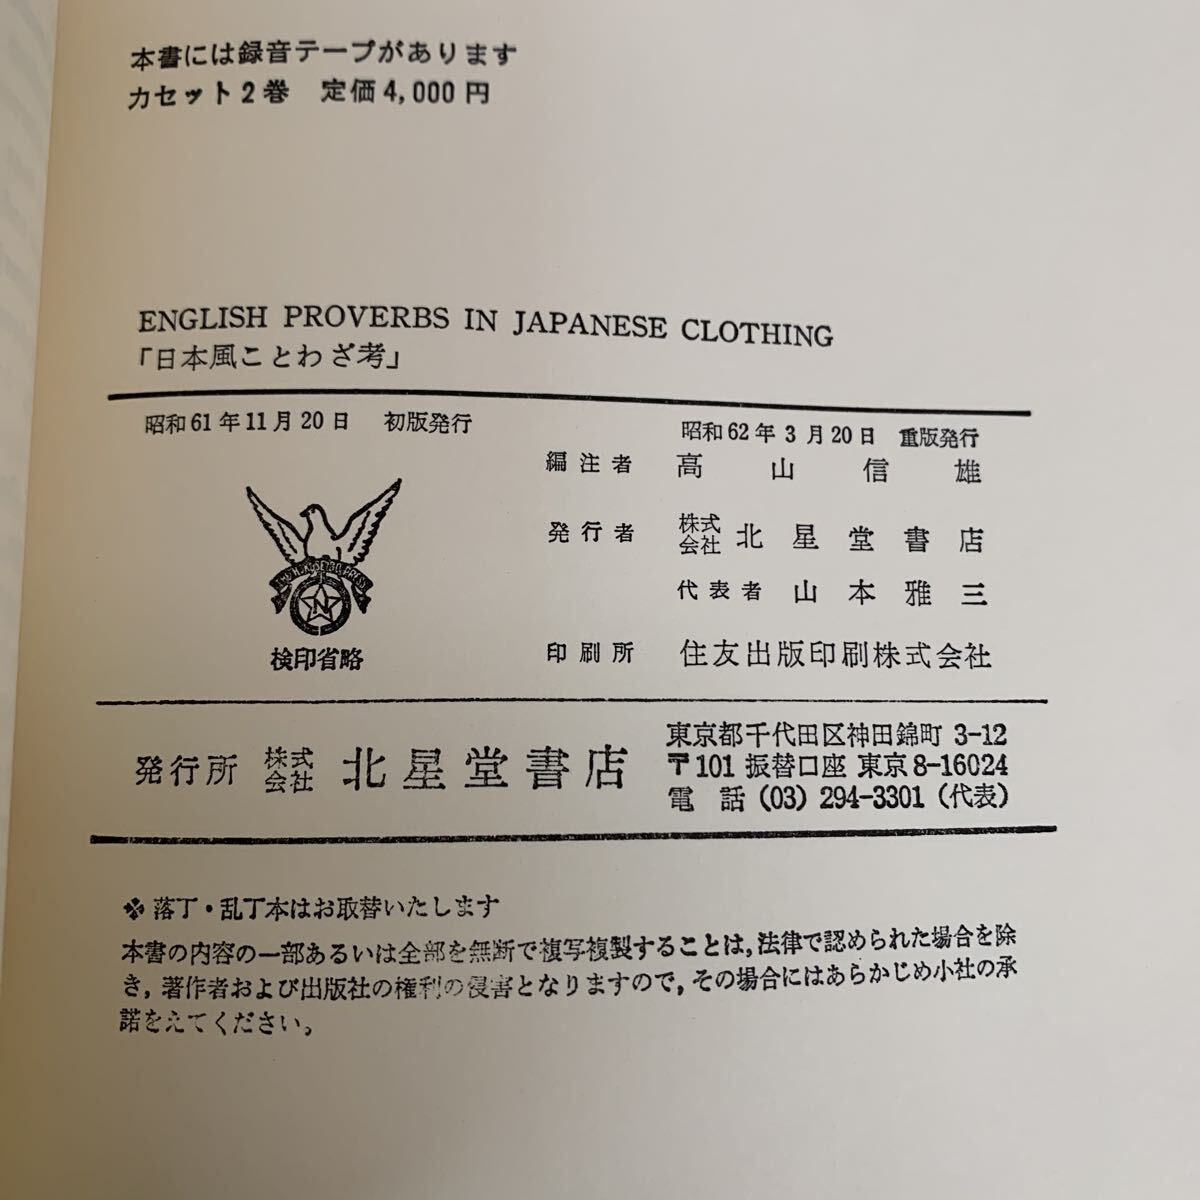 本書には録音テープがあります
カセット2巻　定価4,000円
ENGLISH PROVERBS IN JAPANESE CLOTHING
「日本風ことわざ考」
昭和61年11月20日　初版発行
昭和62年3月20日　重版発行
編注者　高山信雄
発行者　株式会社 北星堂書店
代表者　山本雅三
THE HOKUSEIDO PRESS
検印省略
印刷所　住友出版印刷株式会社
発行所　株式会社 北星堂書店
東京都千代田区神田錦町 3-12
〒101 振替口座 東京8-16024
電　話 (03) 294-3301 (代表)
落丁・乱丁本はお取替いたします
本書の内容の一部あるいは全部を無断で複写複製することは，法律で認められた場合を除
き，著作者および出版社の権利の侵害となりますので，その場合にはあらかじめ小社の承
諾をえてください。